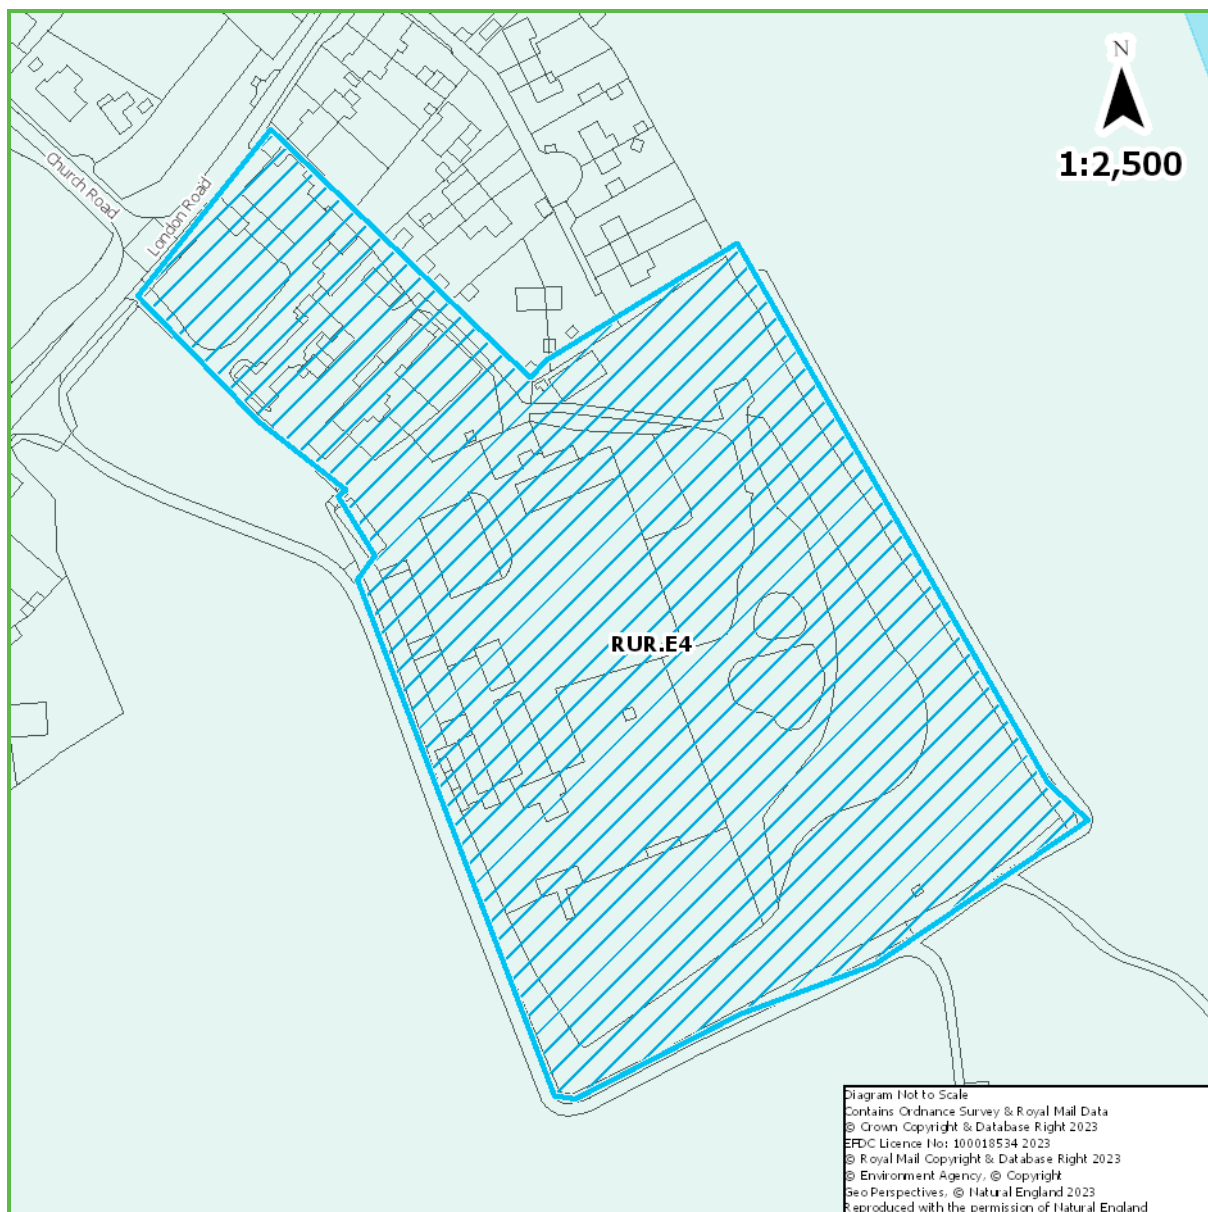 N
1:2,500
Church Road
London Road
RUR.E4
Diagram Not to Scale
Contains Ordnance Survey & Royal Mail Data
© Crown Copyright & Database Right 2023
EFDC Licence No: 100018534 2023
© Royal Mail Copyright & Database Right 2023
© Environment Agency, © Copyright
Geo Perspectives, © Natural England 2023
Reproduced with the permission of Natural England